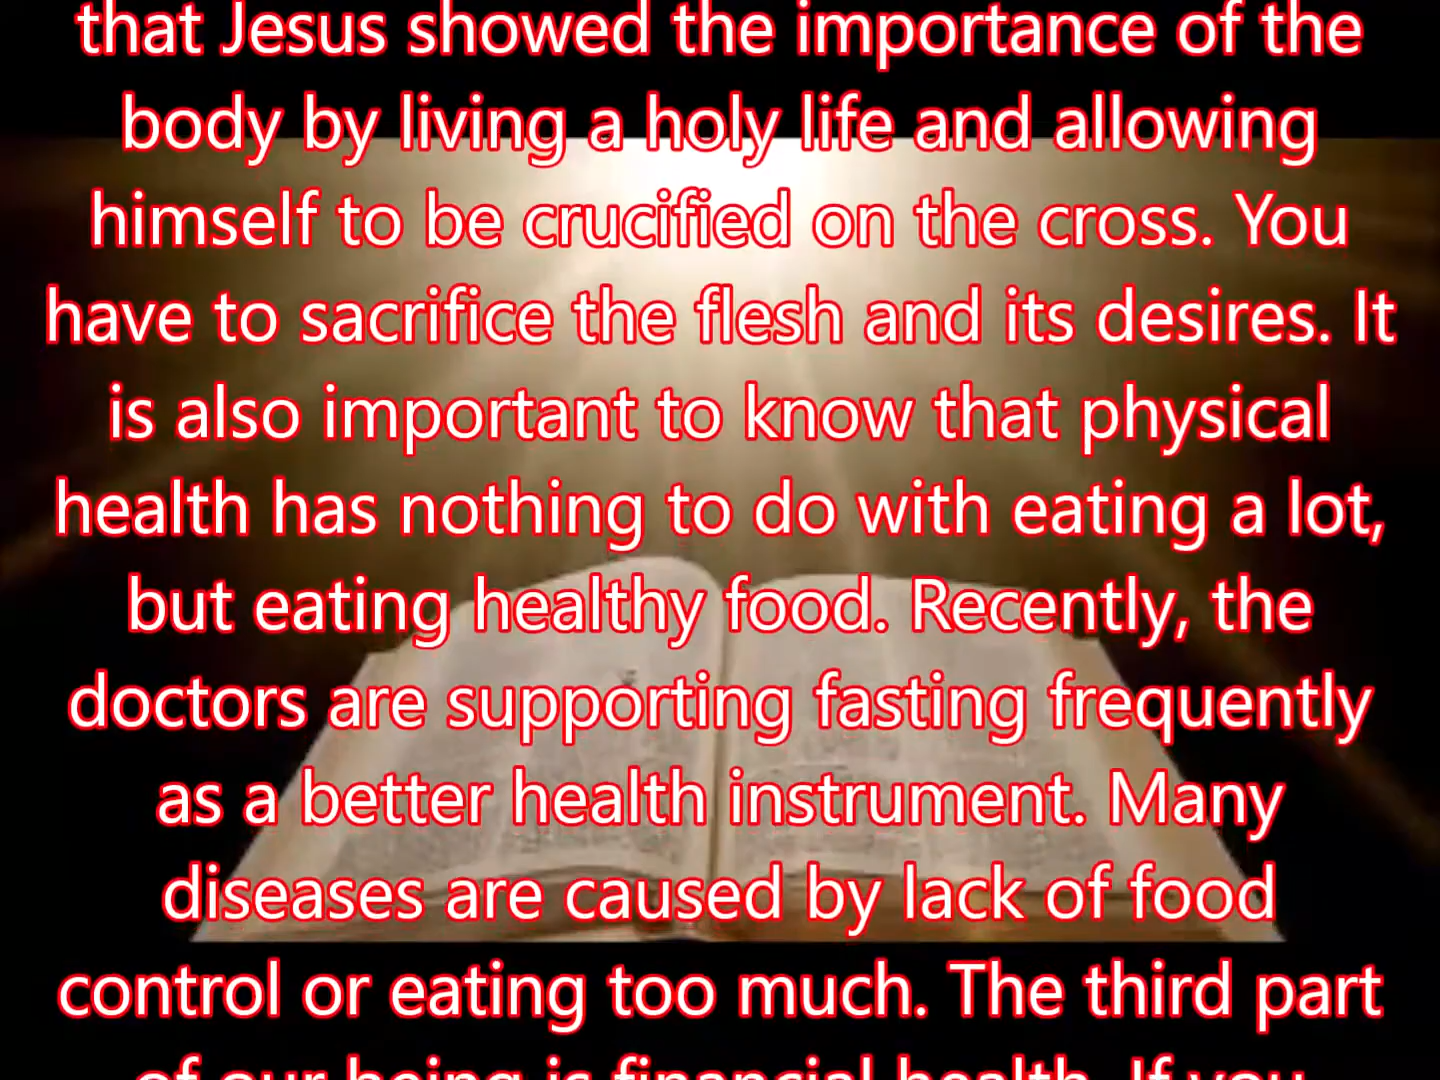 that Jesus showed the importance of the
body by living a holy life and allowing
himself to be crucified on the cross. You
have to sacrifice the flesh and its desires. It
is also important to know that physical
health has nothing to do with eating a lot,
but eating healthy food. Recently, the
doctors are supporting fasting frequently
as a better health instrument. Many
diseases are caused by lack of food
control or eating too much. The third part
of our being is financial health. If you